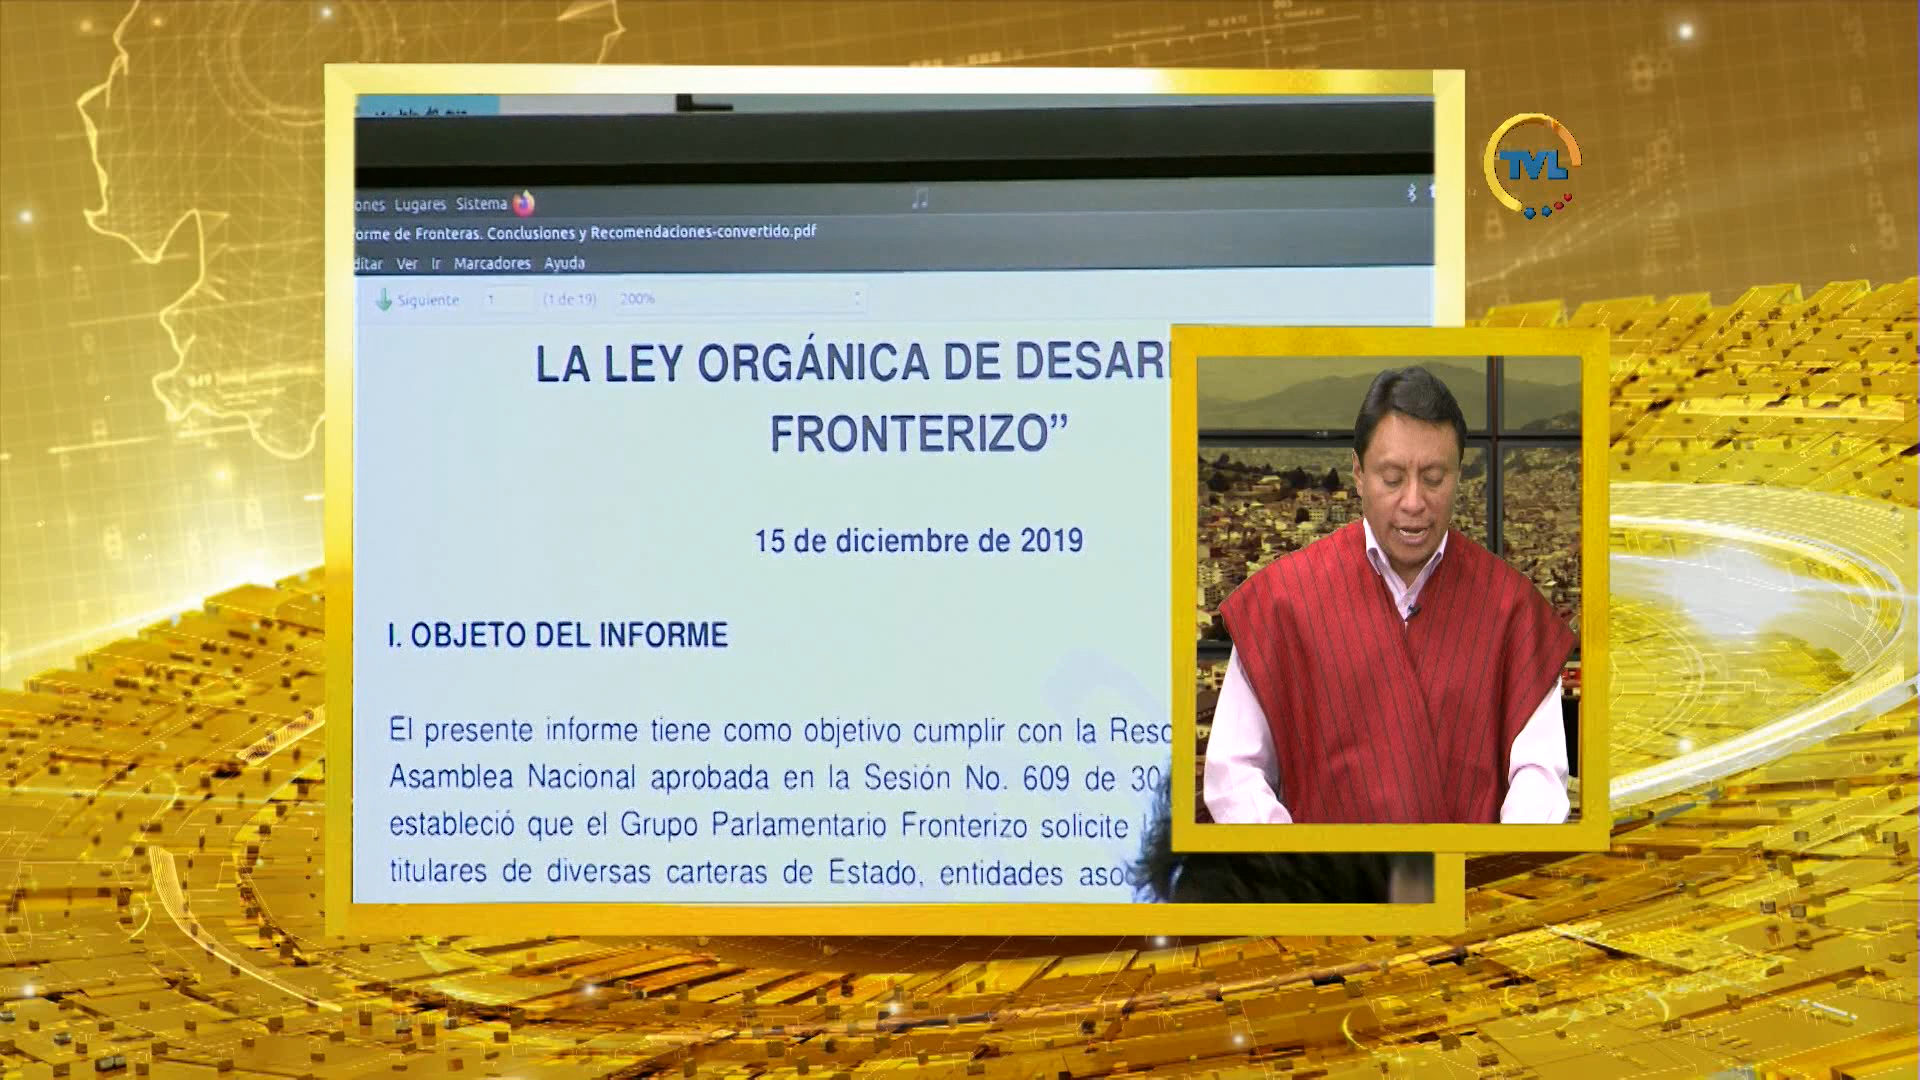 ones Lugares Sistema
orme de Fronteras. Conclusiones y Recomendaciones-convertido.pdf
ditar Ver Ir Marcadores Ayuda
Siguiente 1 (1 de 19) 200%
TVL
LA LEY ORGÁNICA DE DESAR
FRONTERIZO”
15 de diciembre de 2019
I. OBJETO DEL INFORME
El presente informe tiene como objetivo cumplir con la Reso
Asamblea Nacional aprobada en la Sesión No. 609 de 30
estableció que el Grupo Parlamentario Fronterizo solicite
titulares de diversas carteras de Estado, entidades aso